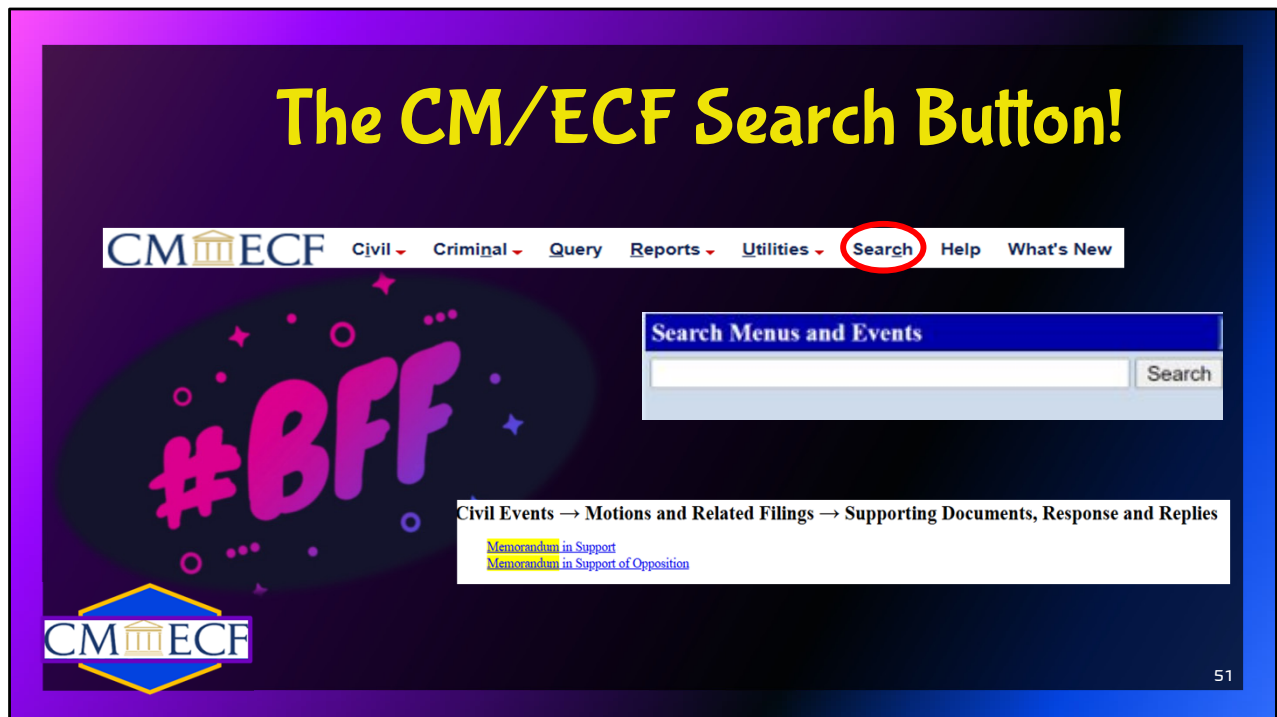 The CM/ECF Search Button!
CM ECF Civil Criminal Query Reports Utilities Search Help What's New
#BFF
Search Menus and Events
Search
Civil Events → Motions and Related Filings → Supporting Documents, Response and Replies
Memorandum in Support
Memorandum in Support of Opposition
CM ECF
51